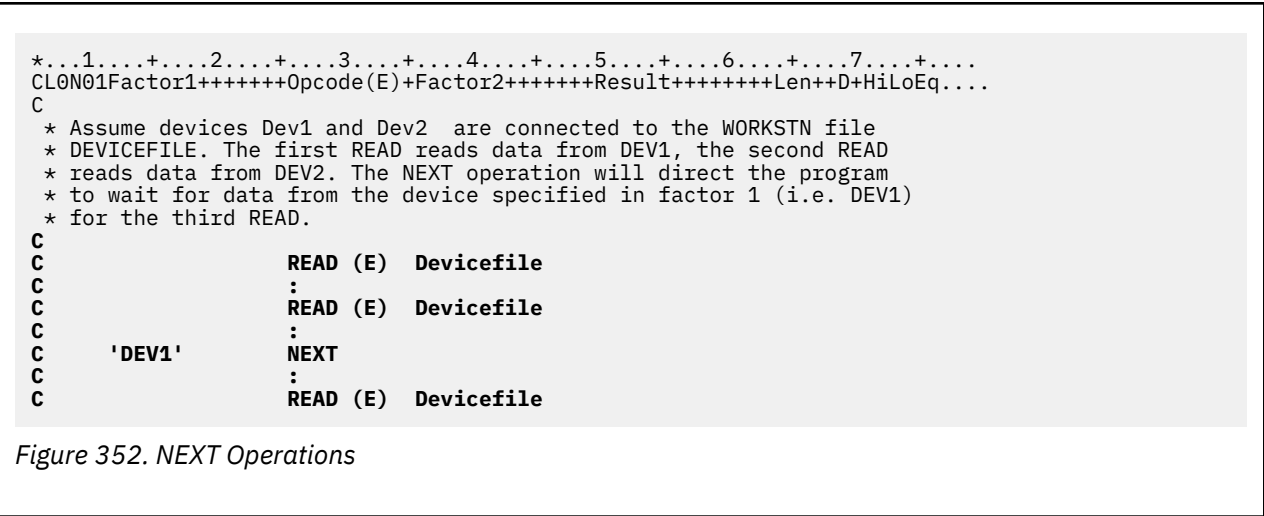 *...1....+....2....+....3....+....4....+....5....+....6....+....7....+....
CL0N01Factor1+++++++Opcode(E)+Factor2+++++++Result++++++++Len++D+HiLoEq....
C
 * Assume devices Dev1 and Dev2  are connected to the WORKSTN file
 * DEVICEFILE. The first READ reads data from DEV1, the second READ
 * reads data from DEV2. The NEXT operation will direct the program
 * to wait for data from the device specified in factor 1 (i.e. DEV1)
 * for the third READ.
C
C                   READ (E)  Devicefile
C                   :
C                   READ (E)  Devicefile
C                   :
C     'DEV1'        NEXT
C                   :
C                   READ (E)  Devicefile
Figure 352. NEXT Operations